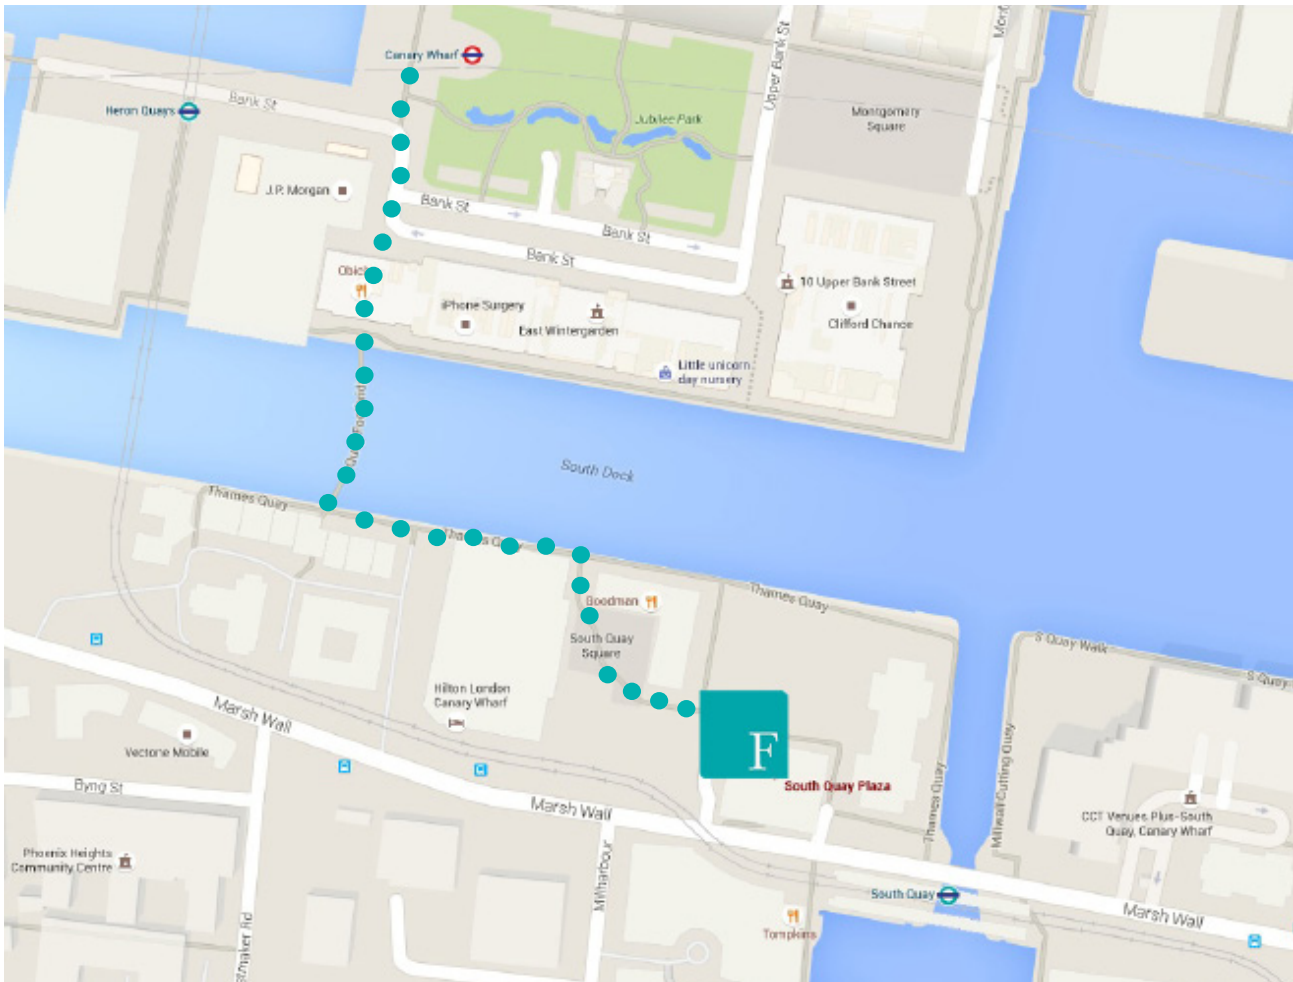 Canary Wharf
Upper Bank St
Heron Quays
Bank St
Jubilee Park
Montgomery
Square
J.P. Morgan
Bank St
Bank St
Bank St
10 Upper Bank Street
iPhone Surgery
East Wintergarden
Clifford Chance
Little unicorn
day nursery
South Dock
Thames Quay
Thames Quay
Goodman
Thames Quay
South Quay
Square
S Quay Walk
S Quay
Hilton London
Canary Wharf
Marsh Wall
Vectone Mobile
F
South Quay Plaza
Byng St
Marsh Wall
Thames Quay
Millwall Cutting Quay
CCT Venues Plus-South
Quay, Canary Wharf
Phoenix Heights
Community Centre
Millharbour
South Quay
Marsh Wall
Tompkins